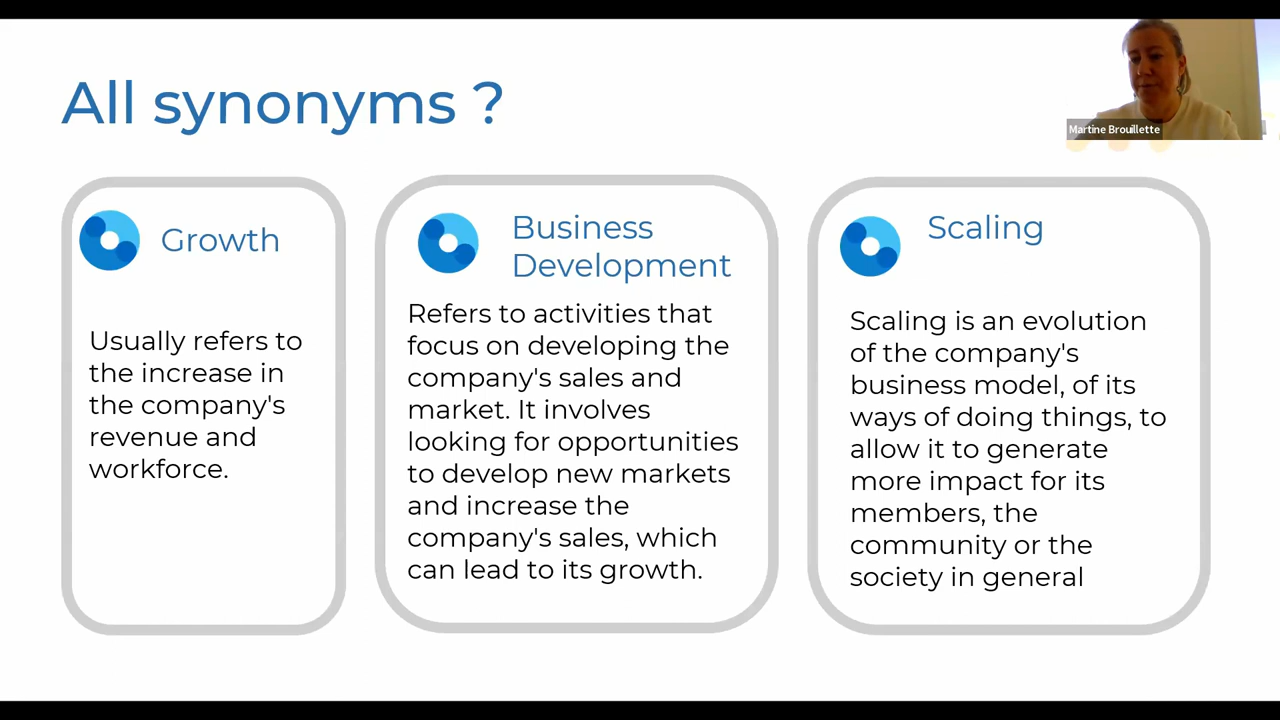 All synonyms ?
Martine Brouillette
Growth
Usually refers to
the increase in
the company's
revenue and
workforce.
Business
Development
Refers to activities that
focus on developing the
company's sales and
market. It involves
looking for opportunities
to develop new markets
and increase the
company's sales, which
can lead to its growth.
Scaling
Scaling is an evolution
of the company's
business model, of its
ways of doing things, to
allow it to generate
more impact for its
members, the
community or the
society in general